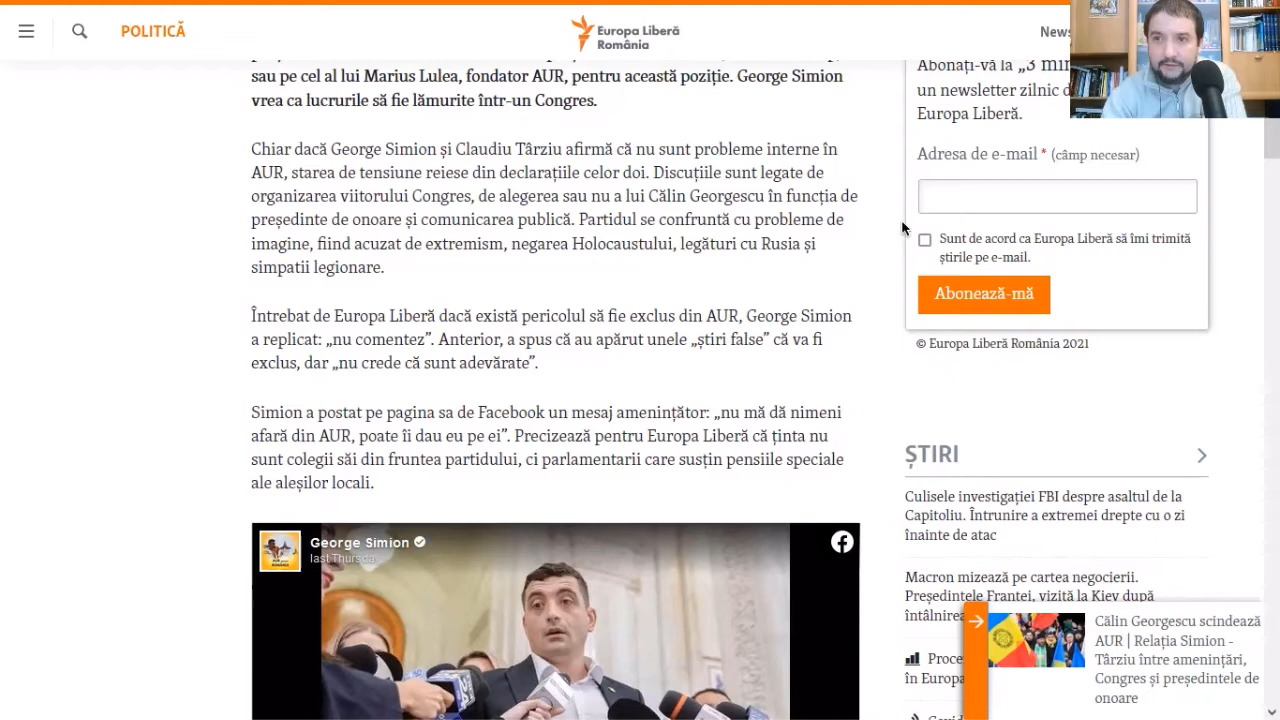 POLITICĂ
Europa Liberă
România
News
sau pe cel al lui Marius Lulea, fondator AUR, pentru această poziție. George Simion
vrea ca lucrurile să fie lămurite într-un Congres.
Chiar dacă George Simion și Claudiu Târziu afirmă că nu sunt probleme interne în
AUR, starea de tensiune reiese din declarațiile celor doi. Discuțiile sunt legate de
organizarea viitorului Congres, de alegerea sau nu a lui Călin Georgescu în funcția de
președinte de onoare și comunicarea publică. Partidul se confruntă cu probleme de
imagine, fiind acuzat de extremism, negarea Holocaustului, legături cu Rusia și
simpatii legionare.
Întrebat de Europa Liberă dacă există pericolul să fie exclus din AUR, George Simion
a replicat: „nu comentez”. Anterior, a spus că au apărut unele „știri false” că va fi
exclus, dar „nu crede că sunt adevărate”.
Simion a postat pe pagina sa de Facebook un mesaj amenințător: „nu mă dă nimeni
afară din AUR, poate îi dau eu pe ei”. Precizează pentru Europa Liberă că ținta nu
sunt colegii săi din fruntea partidului, ci parlamentarii care susțin pensiile speciale
ale aleșilor locali.
George Simion
last Thursda
Abonați-vă la „3 min
un newsletter zilnic d
Europa Liberă.
Adresa de e-mail * (câmp necesar)
Sunt de acord ca Europa Liberă să îmi trimită
știrile pe e-mail.
Abonează-mă
© Europa Liberă România 2021
ȘTIRI
Culisele investigației FBI despre asaltul de la
Capitoliu. Întrunire a extremei drepte cu o zi
înainte de atac
Macron mizează pe cartea negocierii.
Președintele Franței, vizită la Kiev după
întâlnirea
Proce
în Europa
Călin Georgescu scindează
AUR | Relația Simion -
Târziu între amenințări,
Congres și președintele de
onoare